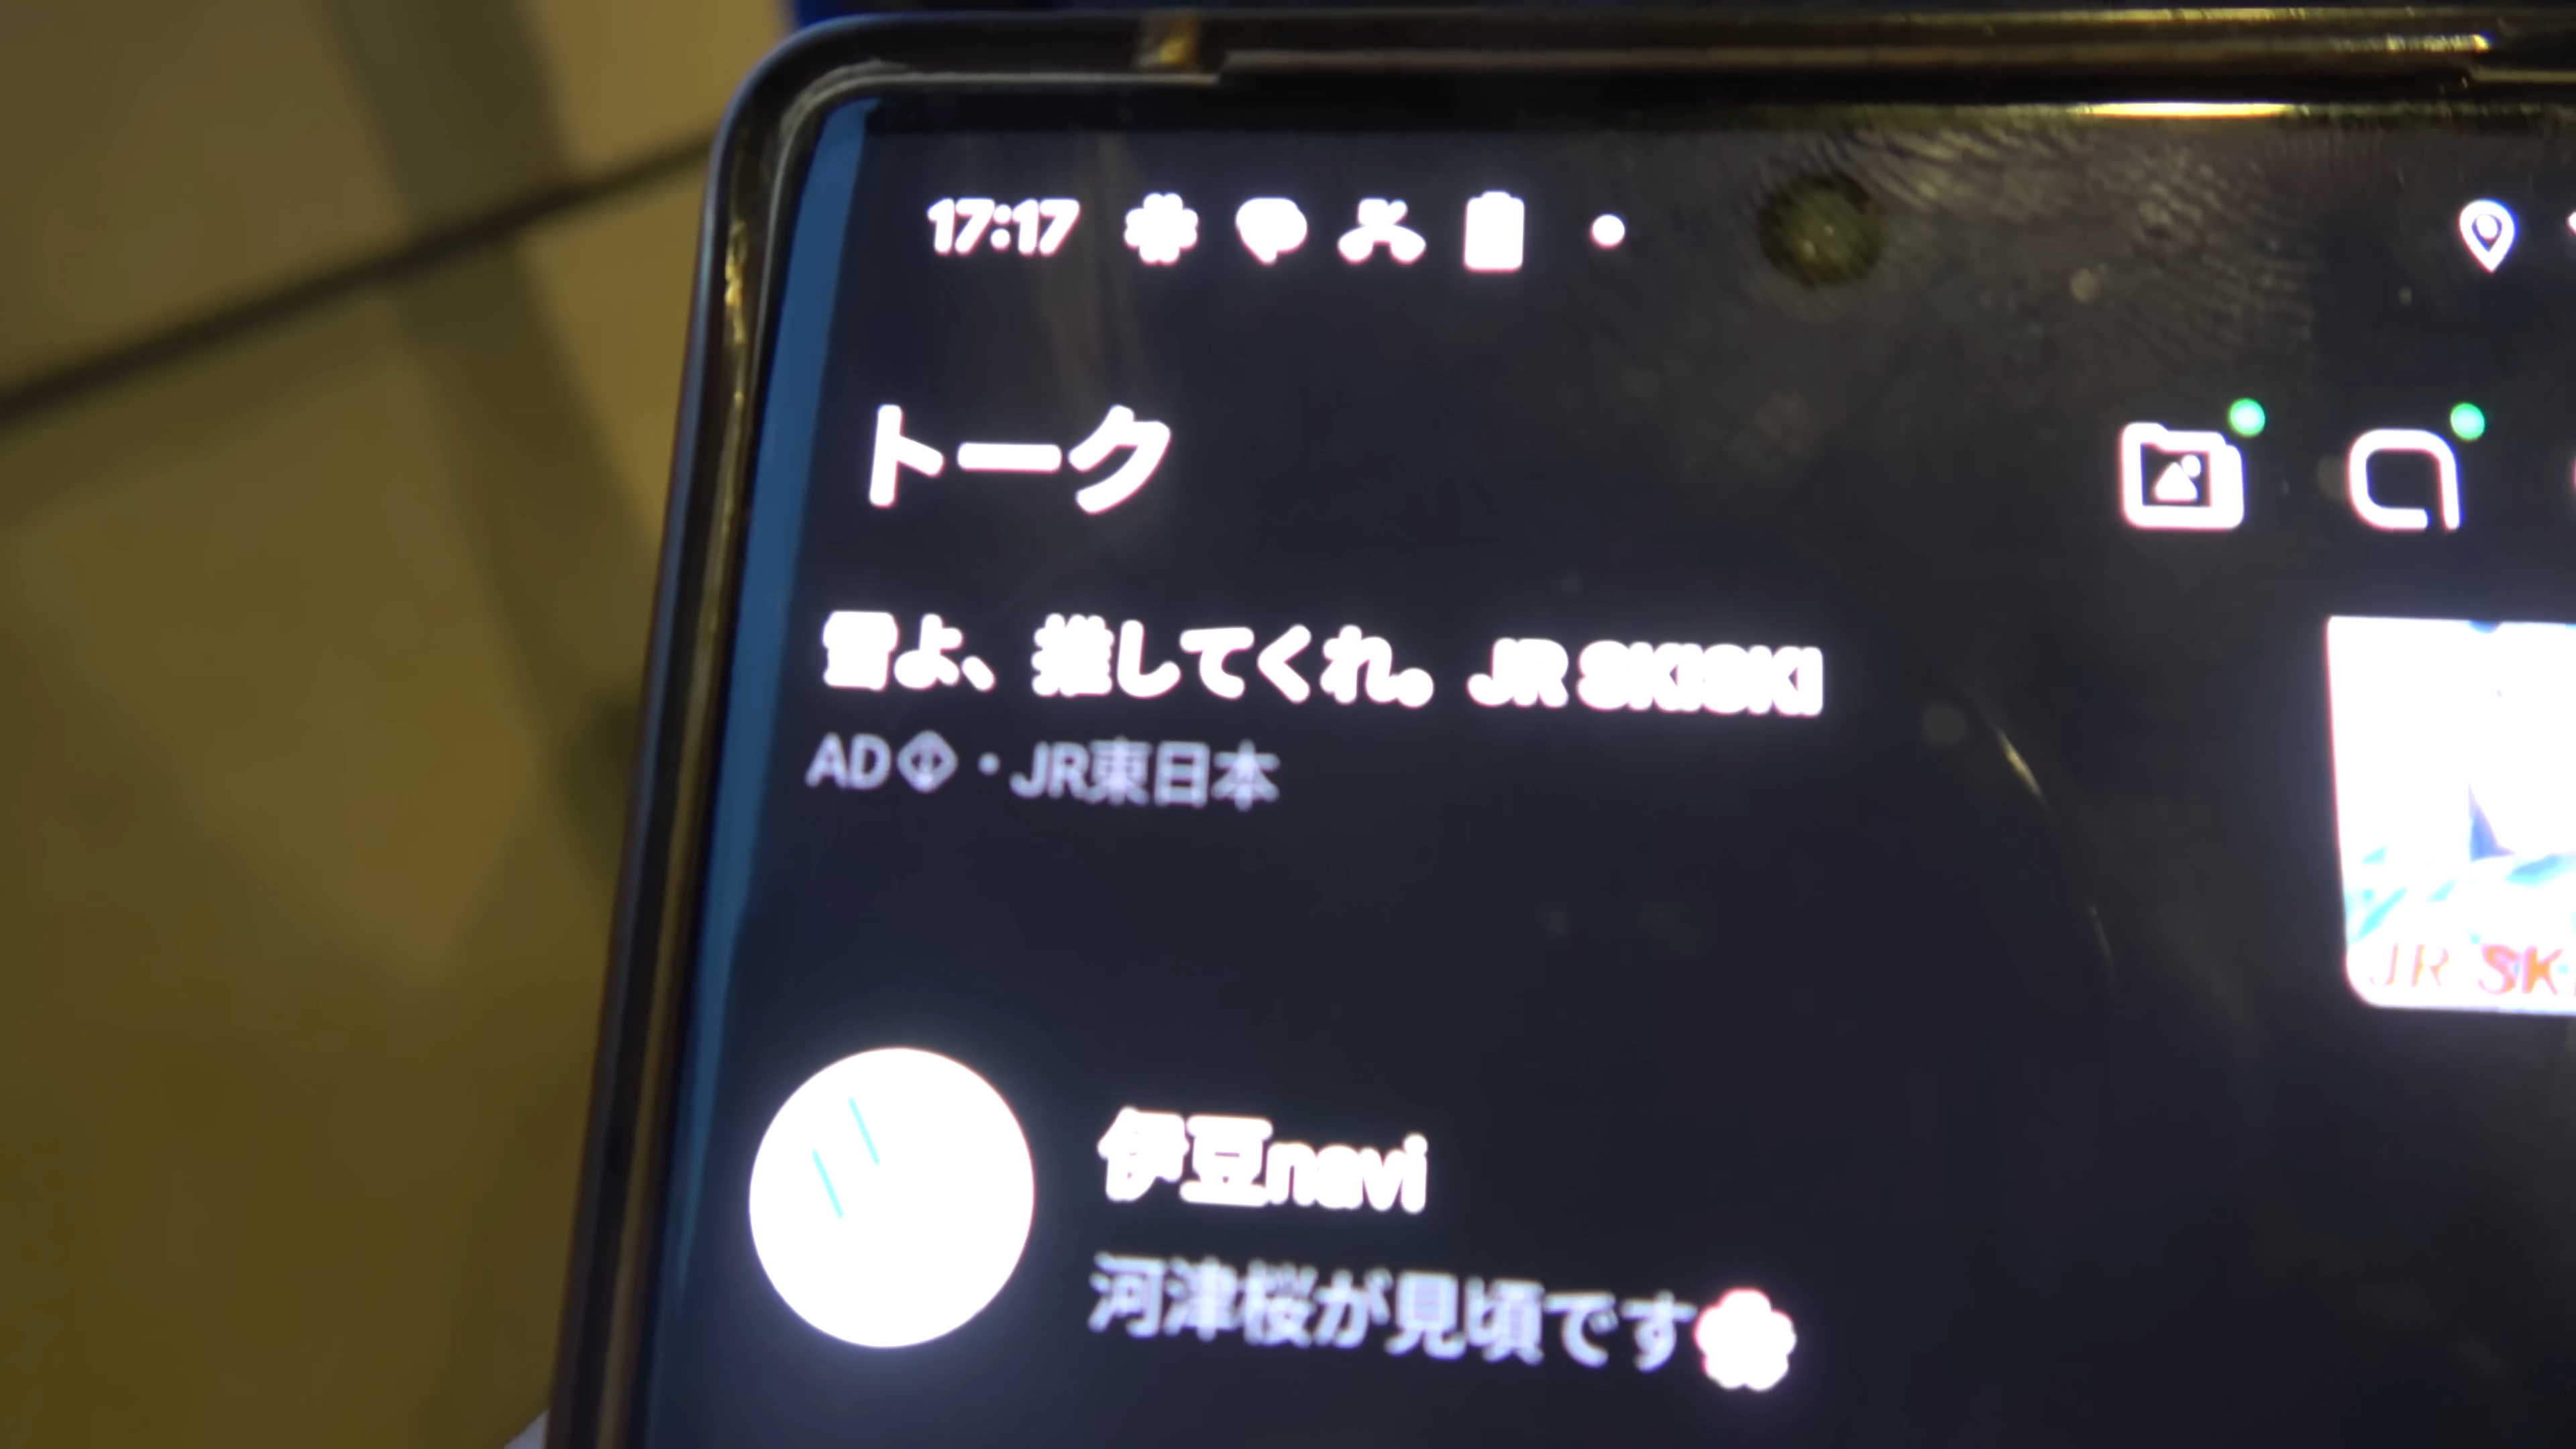 17:17
トーク
雪よ、推してくれ。 JR SKISKI
AD・JR東日本
JR SK
伊豆navi
河津桜が見頃です🌸